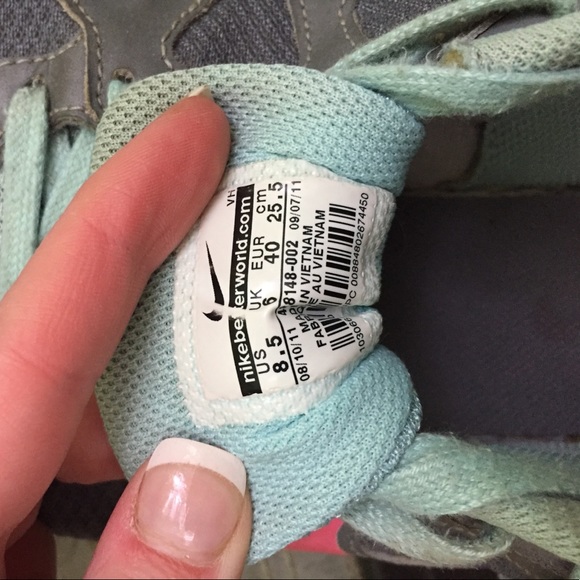 VH
nikebe erworld.com
US UK EUR cm
8.5 6 40 25.5
08/10/11 09/07/11
8148-002
IN VIETNAM
FAB AU VIETNAM
00884802674450